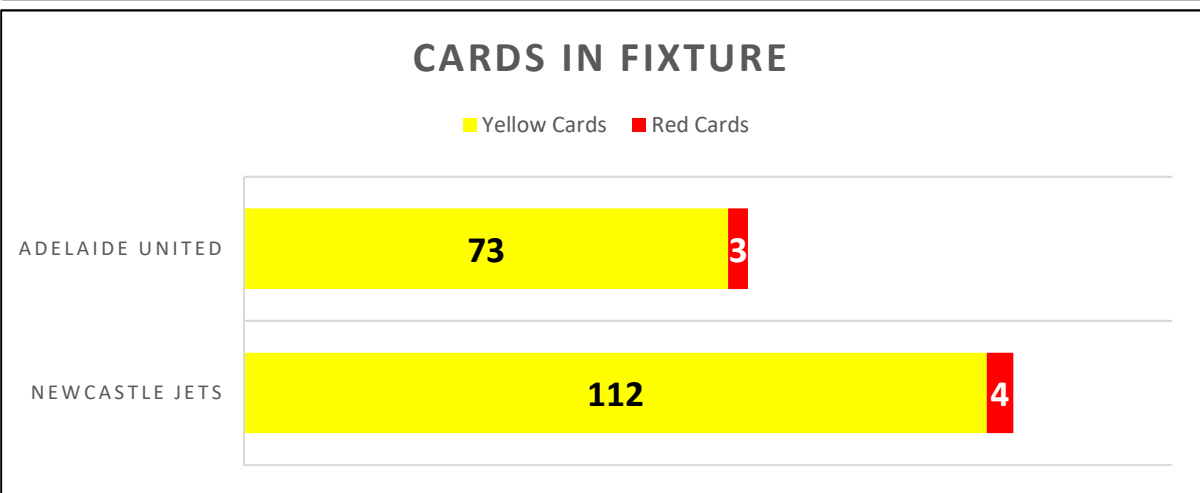 CARDS IN FIXTURE
Yellow Cards Red Cards
ADELAIDE UNITED 73 3
NEWCASTLE JETS 112 4